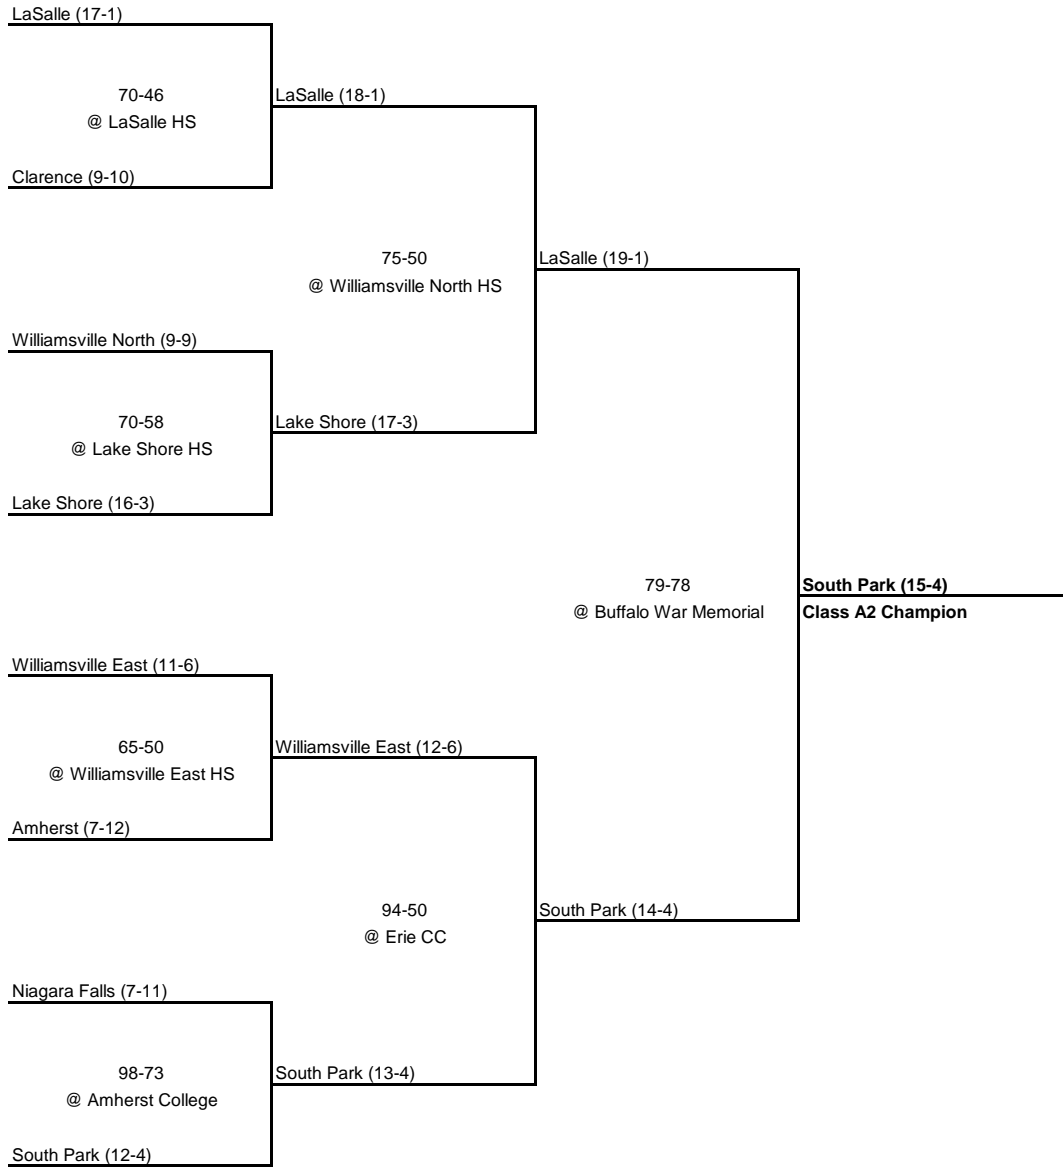 LaSalle (17-1)
70-46
@ LaSalle HS
LaSalle (18-1)
Clarence (9-10)
75-50
@ Williamsville North HS
LaSalle (19-1)
Williamsville North (9-9)
70-58
@ Lake Shore HS
Lake Shore (17-3)
Lake Shore (16-3)
79-78
@ Buffalo War Memorial
South Park (15-4)
Class A2 Champion
Williamsville East (11-6)
65-50
@ Williamsville East HS
Williamsville East (12-6)
Amherst (7-12)
94-50
@ Erie CC
South Park (14-4)
Niagara Falls (7-11)
98-73
@ Amherst College
South Park (13-4)
South Park (12-4)